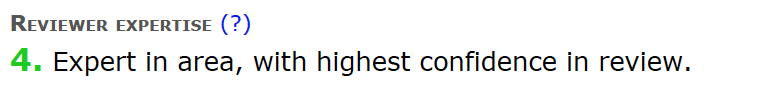 REVIEWER EXPERTISE (?)
4. Expert in area, with highest confidence in review.